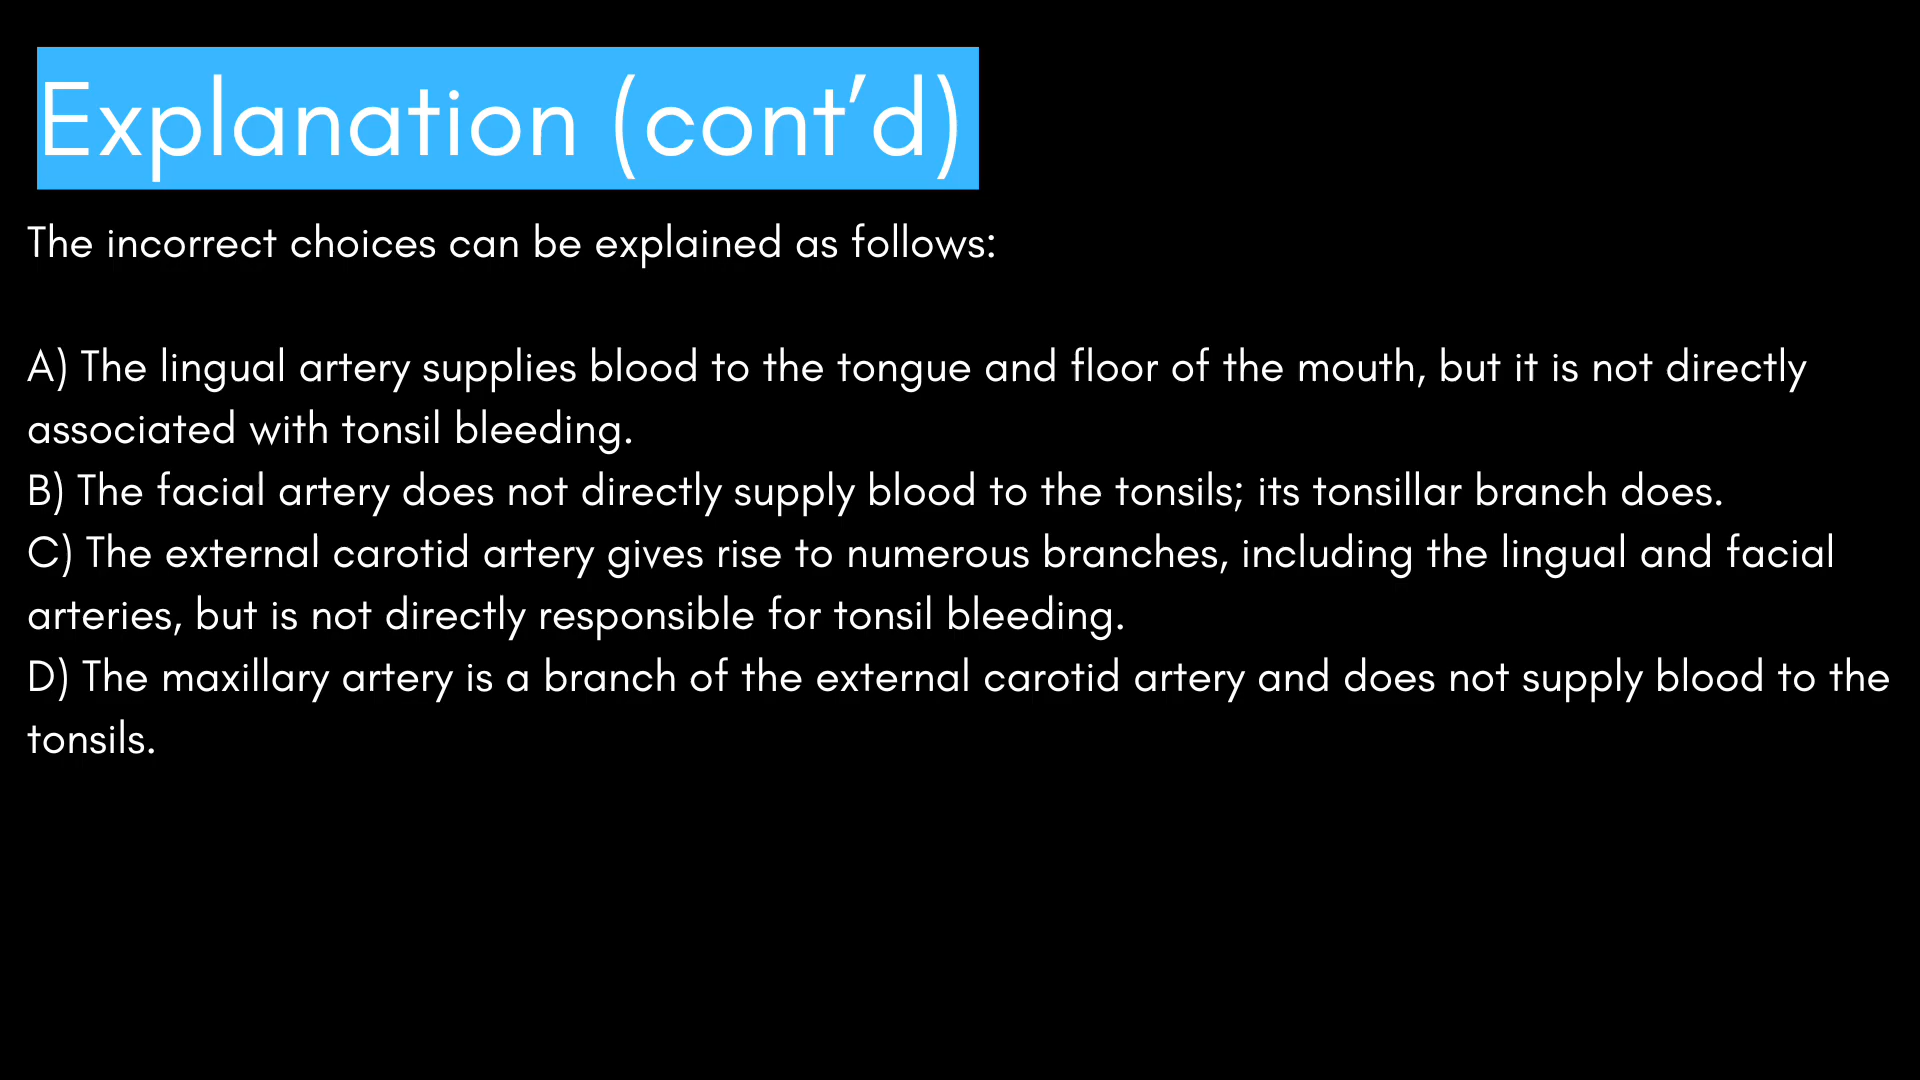 Explanation (cont’d)
The incorrect choices can be explained as follows:
A) The lingual artery supplies blood to the tongue and floor of the mouth, but it is not directly
associated with tonsil bleeding.
B) The facial artery does not directly supply blood to the tonsils; its tonsillar branch does.
C) The external carotid artery gives rise to numerous branches, including the lingual and facial
arteries, but is not directly responsible for tonsil bleeding.
D) The maxillary artery is a branch of the external carotid artery and does not supply blood to the
tonsils.